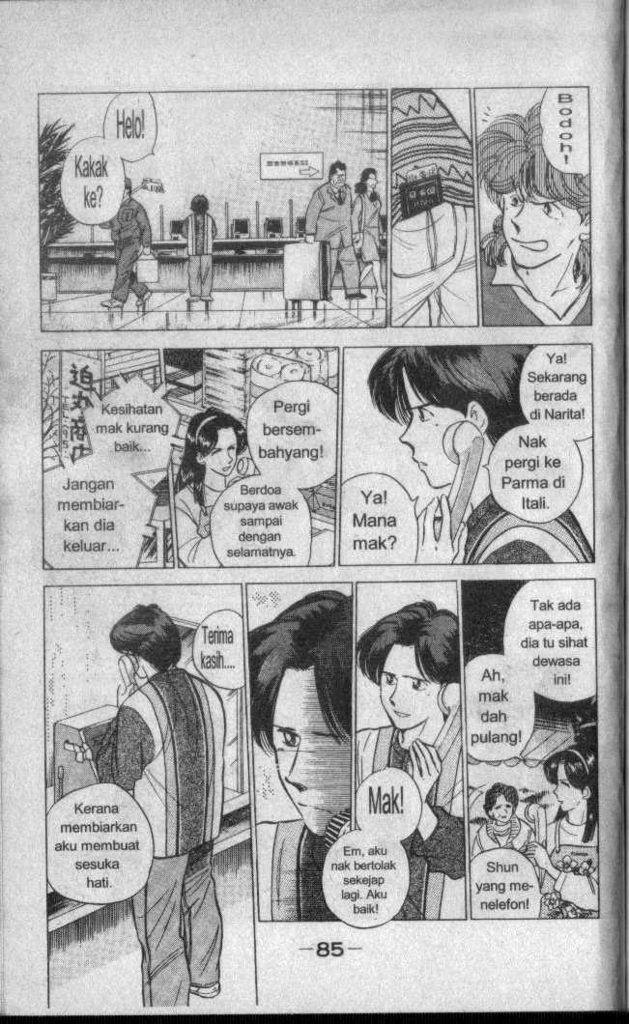 Bodoh!
Helo!
Kakak
ke?
Ya!
Sekarang
berada
di Narita!
Nak
pergi ke
Parma di
Itali.
Ya!
Mana
mak?
Pergi
bersem-
bahyang!
Berdoa
supaya awak
sampai
dengan
selamatnya.
Kesihatan
mak kurang
baik...
Jangan
membiar-
kan dia
keluar...
Tak ada
apa-apa,
dia tu sihat
dewasa
ini!
Ah,
mak
dah
pulang!
Shun
yang me-
nelefon!
Mak!
Em, aku
nak bertolak
sekejap
lagi. Aku
baik!
Terima
kasih....
Kerana
membiarkan
aku membuat
sesuka
hati.
—85—